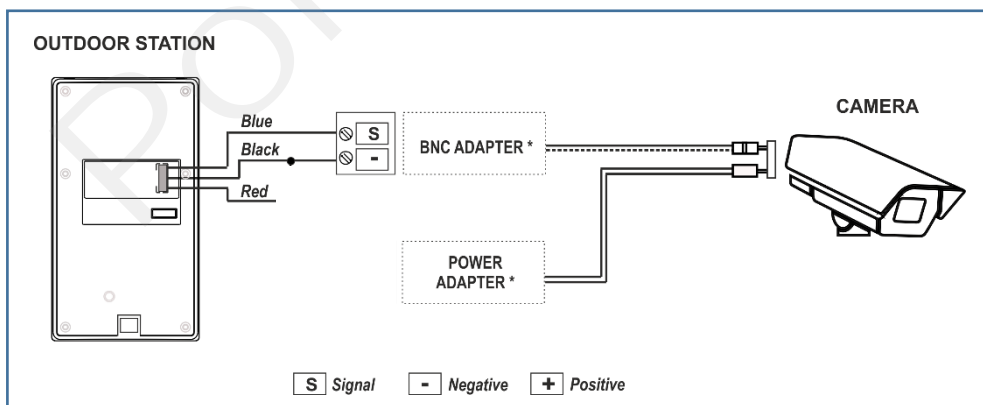 OUTDOOR STATION
Blue
S
Black
-
Red
BNC ADAPTER *
CAMERA
POWER
ADAPTER *
S Signal - Negative + Positive